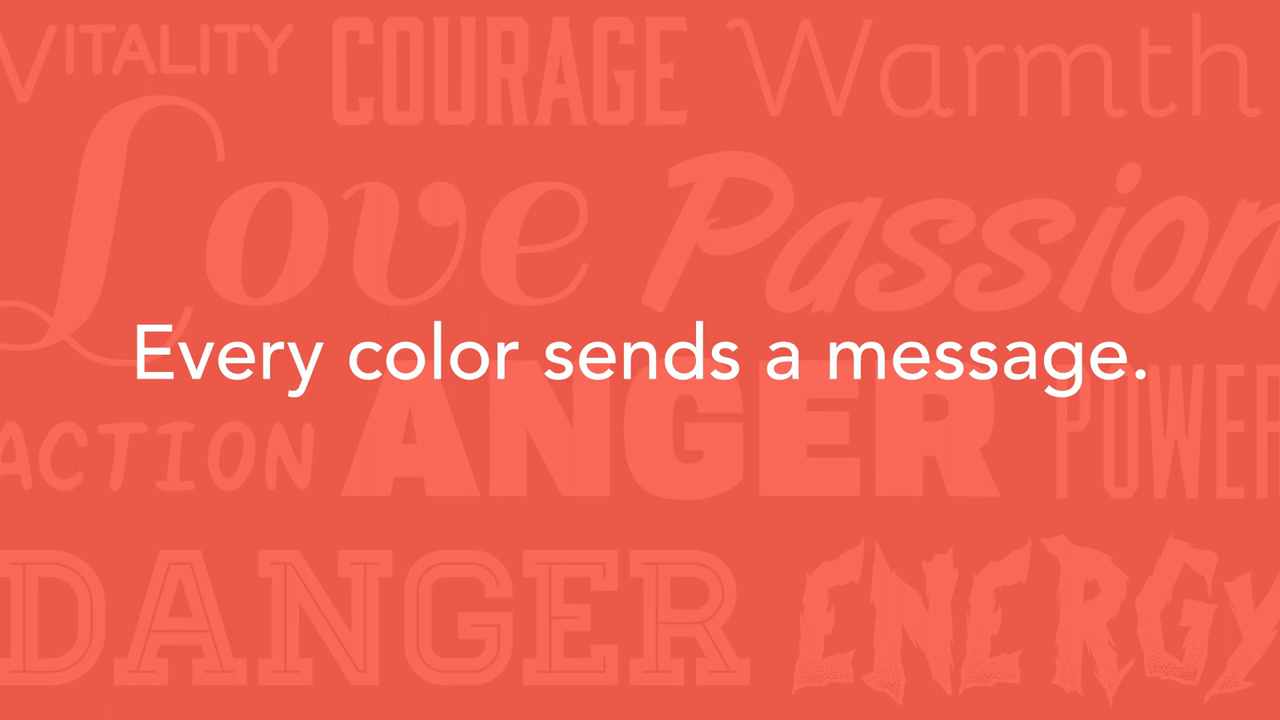 VITALITY COURAGE Warmth
Love Passion
Every color sends a message.
ACTION ANGER POWER
DANGER ENERGY